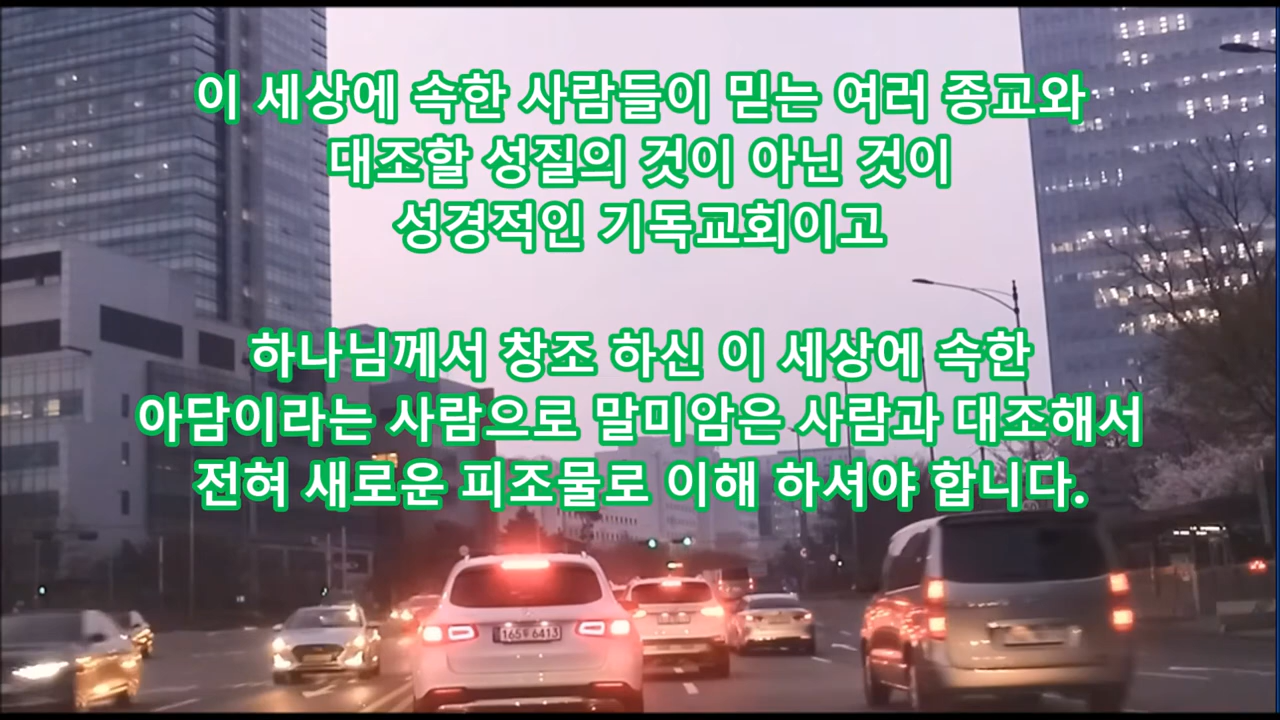 이 세상에 속한 사람들이 믿는 여러 종교와
대조할 성질의 것이 아닌 것이
성경적인 기독교회이고
하나님께서 창조 하신 이 세상에 속한
아담이라는 사람으로 말미암은 사람과 대조해서
전혀 새로운 피조물로 이해 하셔야 합니다.